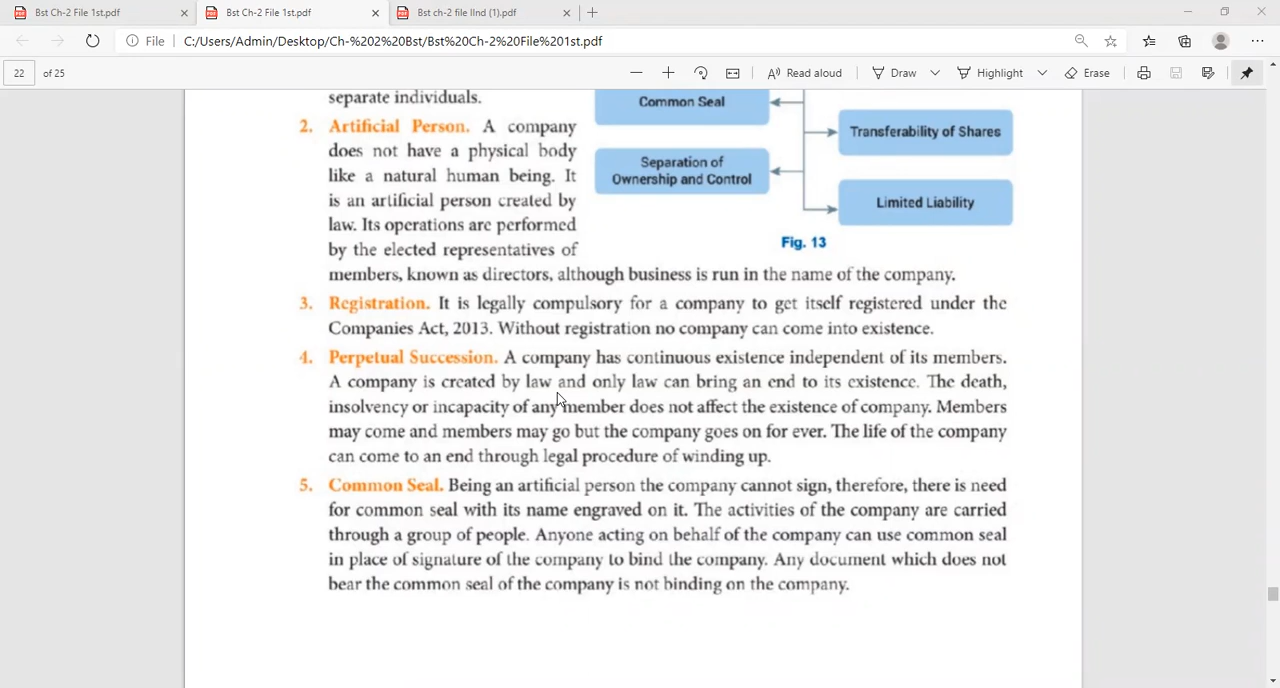 Bst Ch-2 File 1st.pdf
Bst Ch-2 File 1st.pdf
Bst ch-2 file IInd (1).pdf
File
C:/Users/Admin/Desktop/Ch-%202%20Bst/Bst%20Ch-2%20File%201st.pdf
22 of 25
Read aloud
Draw
Highlight
Erase
separate individuals.
2. Artificial Person. A company
does not have a physical body
like a natural human being. It
is an artificial person created by
law. Its operations are performed
by the elected representatives of
members, known as directors, although business is run in the name of the company.
Common Seal
Transferability of Shares
Separation of
Ownership and Control
Limited Liability
Fig. 13
3. Registration. It is legally compulsory for a company to get itself registered under the
Companies Act, 2013. Without registration no company can come into existence.
4. Perpetual Succession. A company has continuous existence independent of its members.
A company is created by law and only law can bring an end to its existence. The death,
insolvency or incapacity of any member does not affect the existence of company. Members
may come and members may go but the company goes on for ever. The life of the company
can come to an end through legal procedure of winding up.
5. Common Seal. Being an artificial person the company cannot sign, therefore, there is need
for common seal with its name engraved on it. The activities of the company are carried
through a group of people. Anyone acting on behalf of the company can use common seal
in place of signature of the company to bind the company. Any document which does not
bear the common seal of the company is not binding on the company.